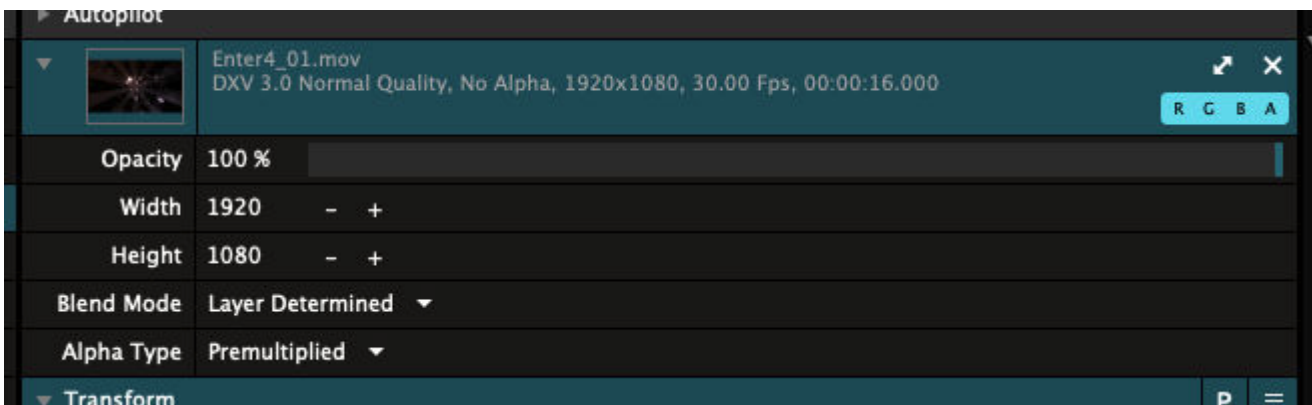 Autopilot
Enter4_01.mov
DXV 3.0 Normal Quality, No Alpha, 1920x1080, 30.00 Fps, 00:00:16.000
R G B A
Opacity 100 %
Width 1920 - +
Height 1080 - +
Blend Mode Layer Determined
Alpha Type Premultiplied
Transform P